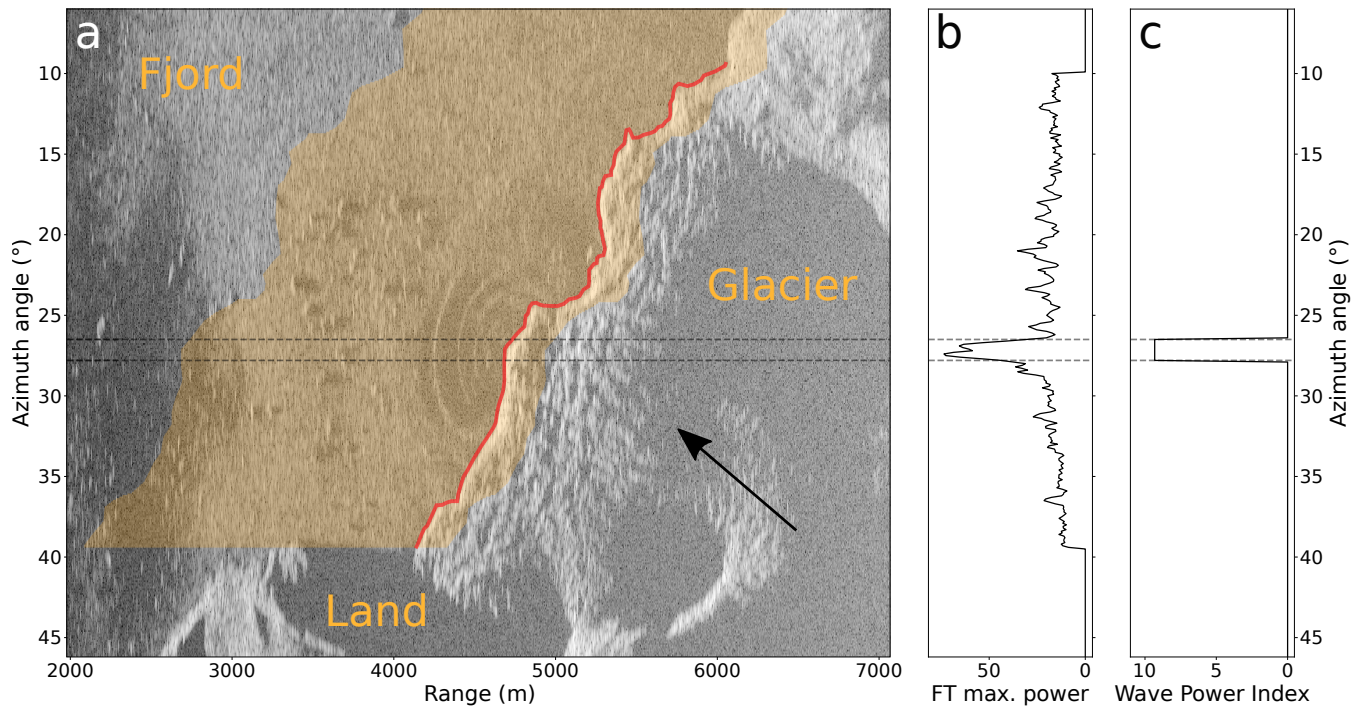 a
Fjord
Glacier
Land
10
15
20
25
30
35
40
45
Azimuth angle (°)
2000
3000
4000
5000
6000
7000
Range (m)
b
50
0
FT max. power
c
10
5
0
Wave Power Index
10
15
20
25
30
35
40
45
Azimuth angle (°)